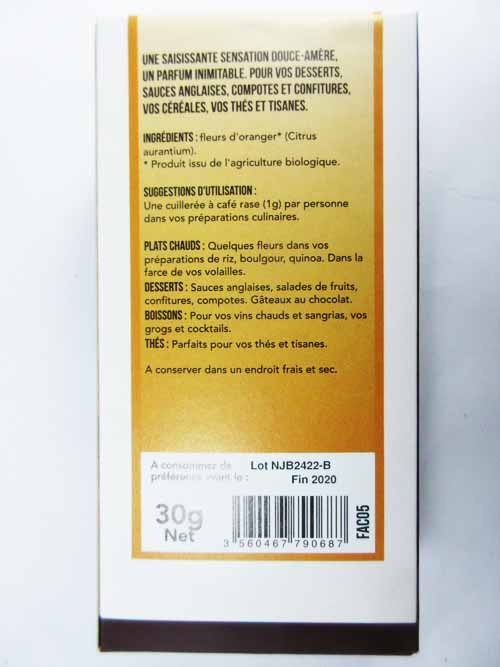 UNE SAISISSANTE SENSATION DOUCE-AMÈRE,
UN PARFUM INIMITABLE. POUR VOS DESSERTS,
SAUCES ANGLAISES, COMPOTES ET CONFITURES,
VOS CÉRÉALES, VOS THÉS ET TISANES.
INGRÉDIENTS : fleurs d'oranger* (Citrus
aurantium).
* Produit issu de l'agriculture biologique.
SUGGESTIONS D'UTILISATION :
Une cuillerée à café rase (1g) par personne
dans vos préparations culinaires.
PLATS CHAUDS : Quelques fleurs dans vos
préparations de riz, boulgour, quinoa. Dans la
farce de vos volailles.
DESSERTS : Sauces anglaises, salades de fruits,
confitures, compotes. Gâteaux au chocolat.
BOISSONS : Pour vos vins chauds et sangrias, vos
grogs et cocktails.
THÉS : Parfaits pour vos thés et tisanes.
A conserver dans un endroit frais et sec.
A consommer de Lot NJB2422-B
préférence avant le : Fin 2020
30g
Net
3 560467 790687
FAC05